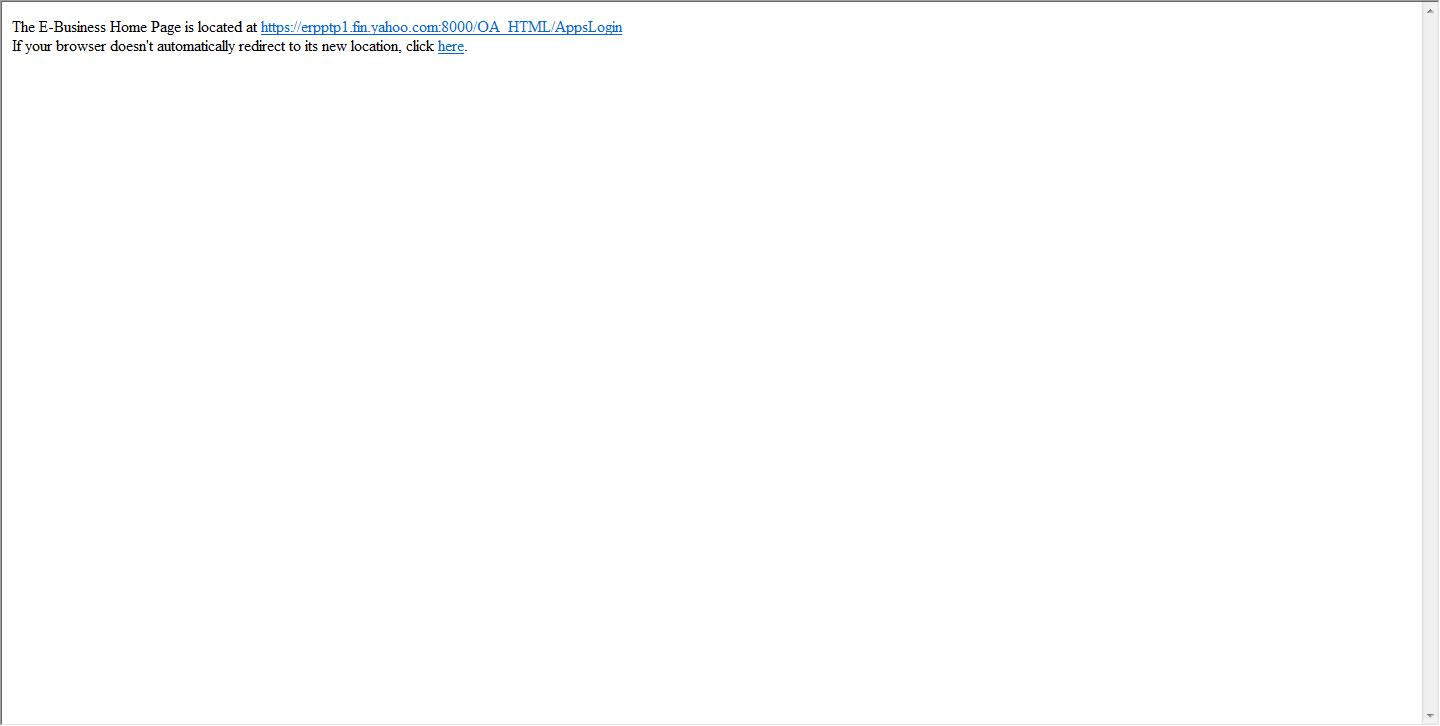 The E-Business Home Page is located at https://erpptp1.fin.yahoo.com:8000/OA_HTML/AppsLogin
If your browser doesn't automatically redirect to its new location, click here.